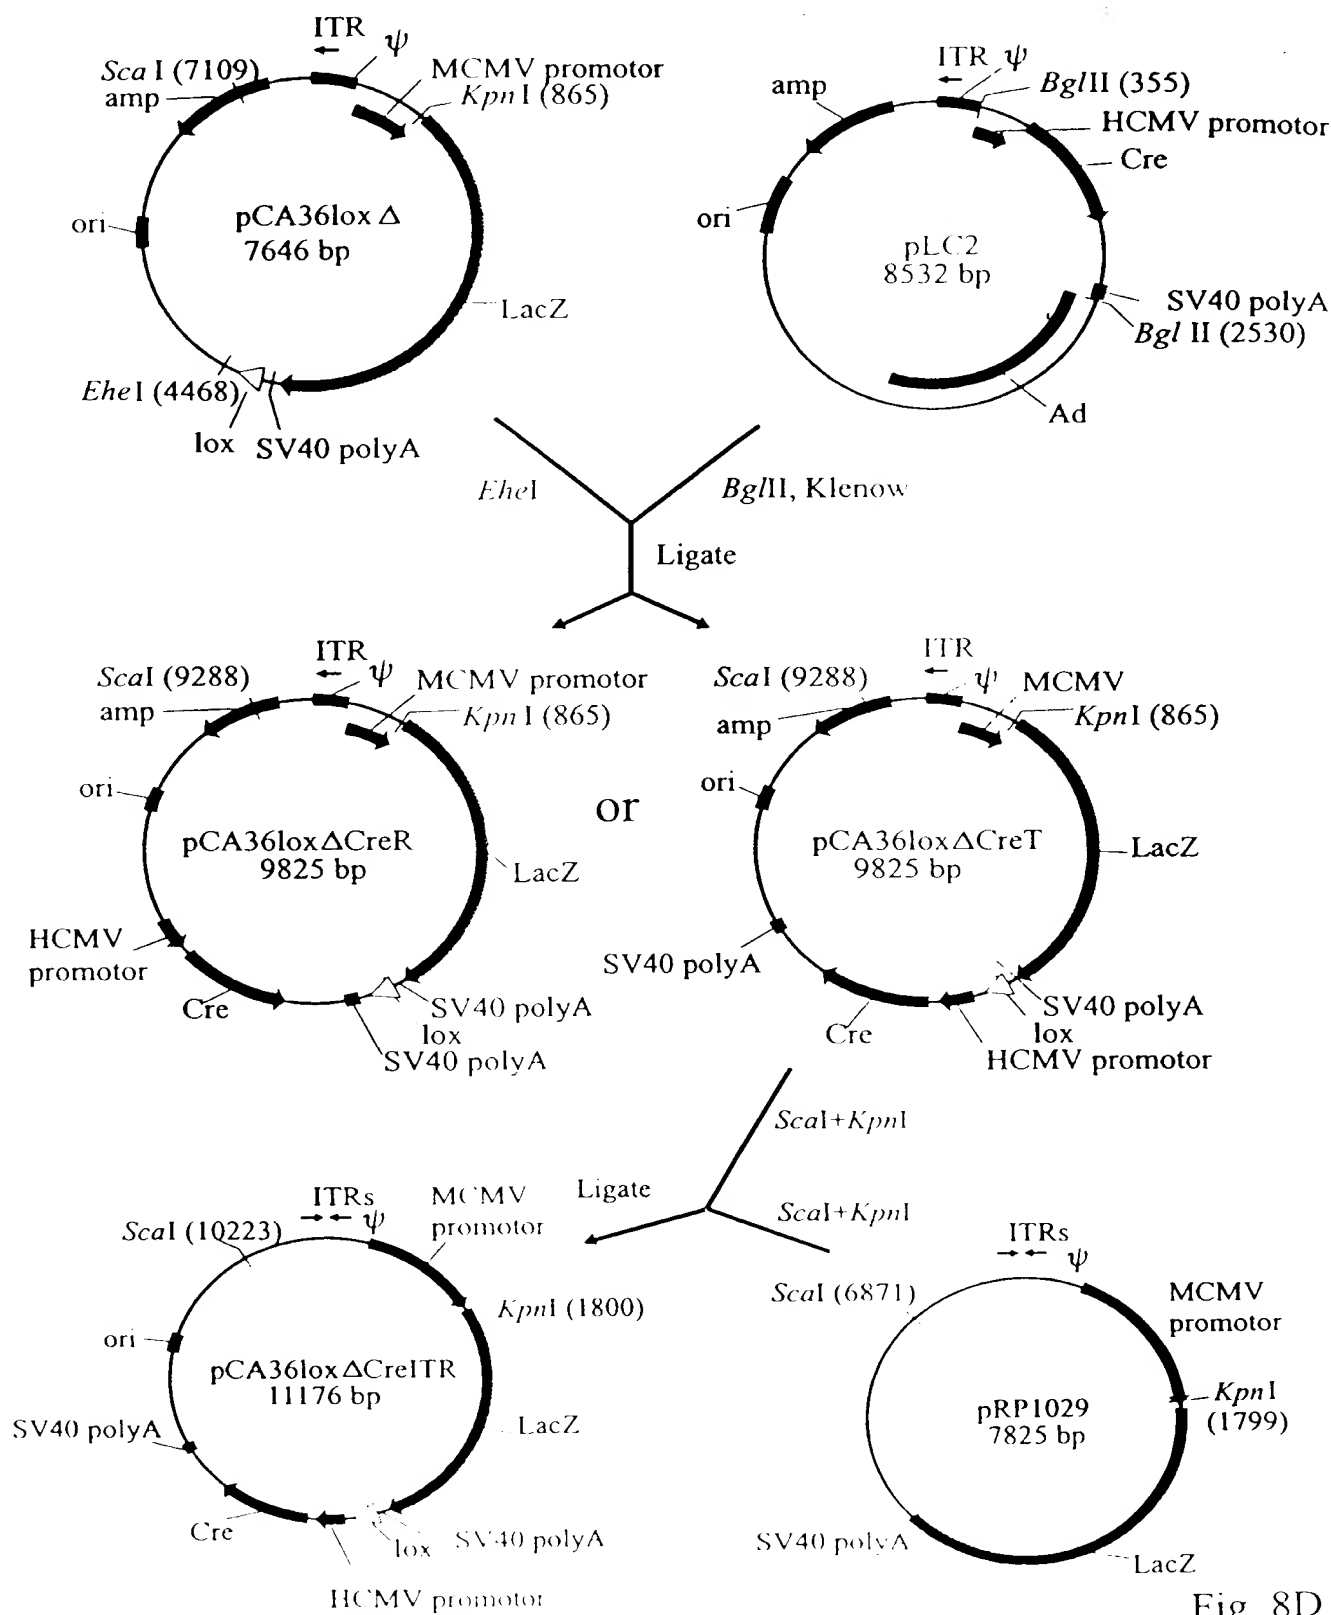 ITR
ψ
Sca I (7109)
amp
MCMV promotor
Kpn I (865)
ori
pCA36lox Δ
7646 bp
LacZ
EheI (4468)
lox
SV40 polyA
ITR
ψ
amp
BglII (355)
HCMV promotor
Cre
ori
pLC2
8532 bp
SV40 polyA
Bgl II (2530)
Ad
EheI
BglII, Klenow
Ligate
ITR
ψ
ScaI (9288)
amp
MCMV promotor
Kpn I (865)
ori
pCA36lox ΔCreR
9825 bp
LacZ
HCMV
promotor
Cre
SV40 polyA
lox
SV40 polyA
or
ITR
ψ
ScaI (9288)
amp
MCMV
KpnI (865)
ori
pCA36lox ΔCreT
9825 bp
LacZ
SV40 polyA
Cre
SV40 polyA
lox
HCMV promotor
ScaI+KpnI
Ligate
ScaI+KpnI
ITRs
ψ
MCMV
promotor
ScaI (10223)
KpnI (1800)
ori
pCA36lox ΔCreITR
11176 bp
SV40 polyA
LacZ
Cre
lox
SV40 polyA
HCMV promotor
ITRs
ψ
ScaI (6871)
MCMV
promotor
KpnI
(1799)
pRP1029
7825 bp
SV40 polyA
LacZ
Fig. 8D